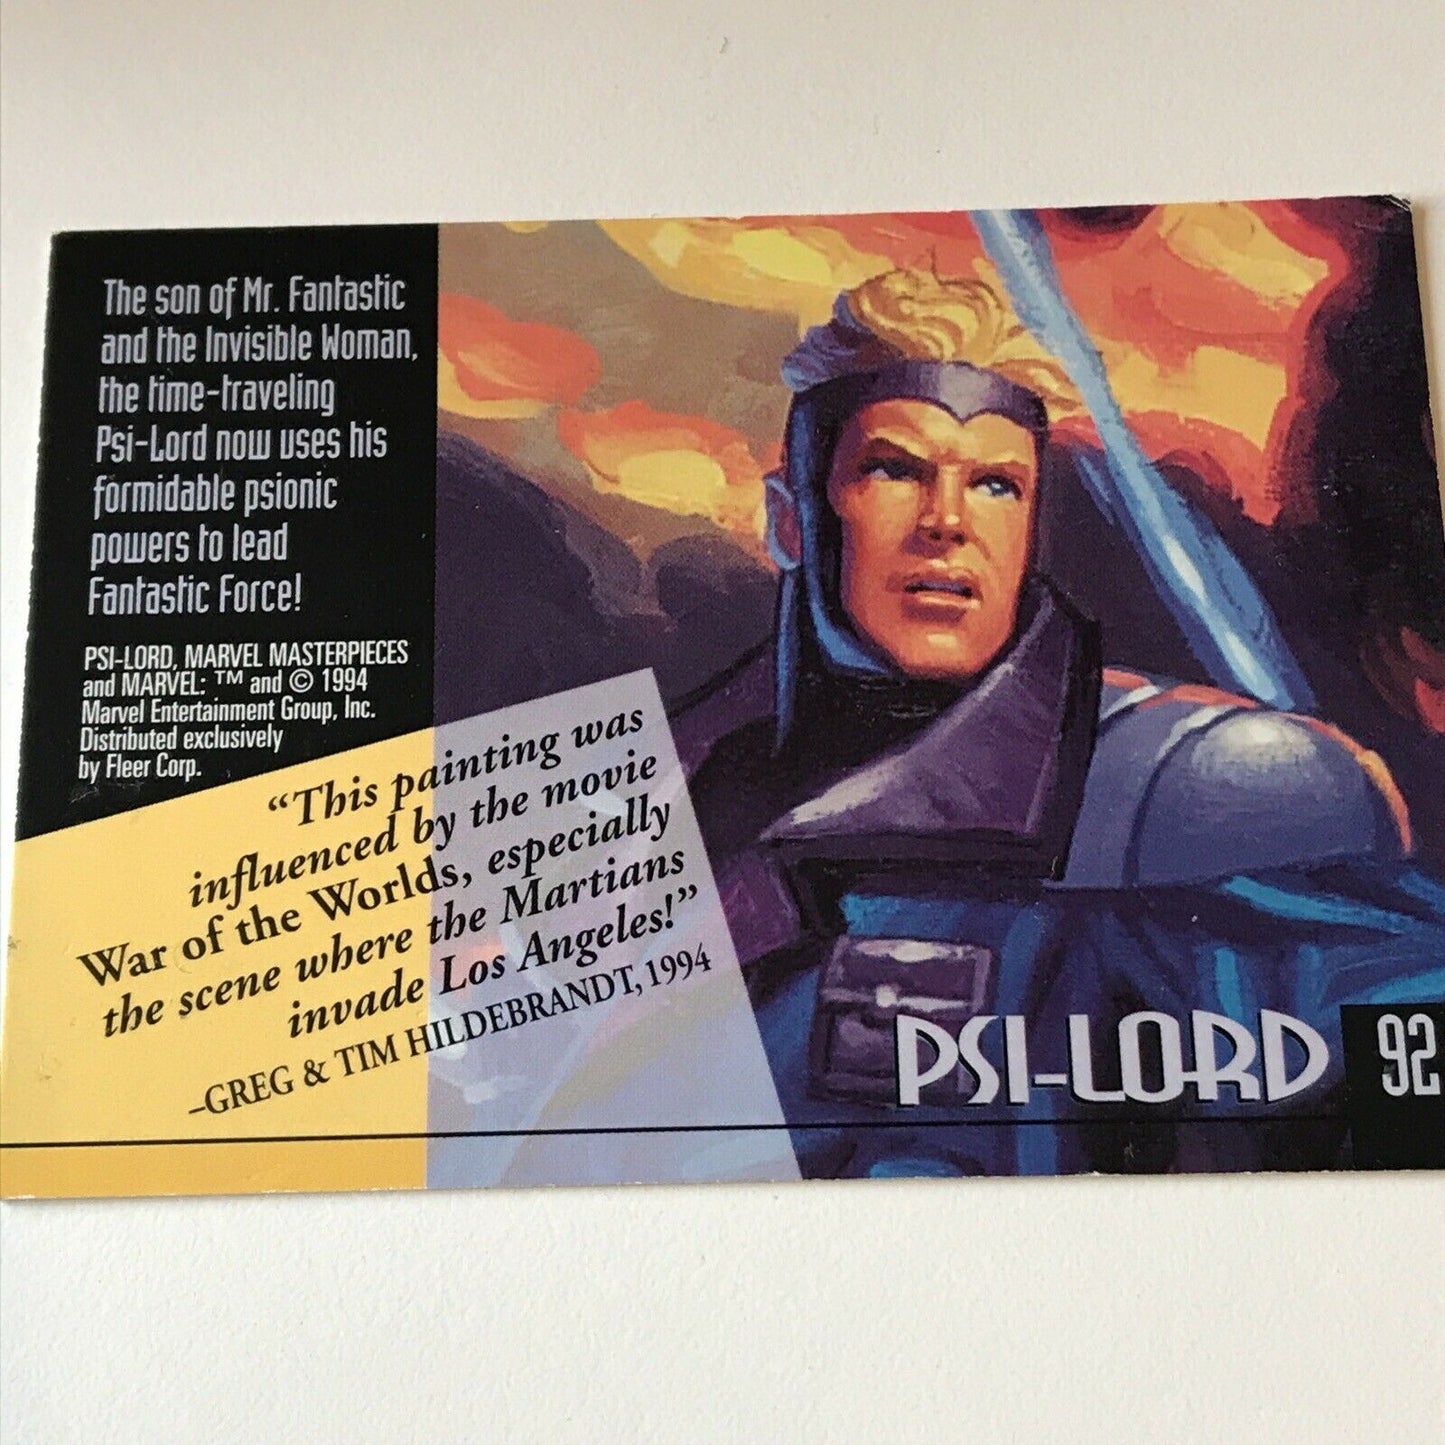 The son of Mr. Fantastic
and the Invisible Woman,
the time-traveling
Psi-Lord now uses his
formidable psionic
powers to lead
Fantastic Force!
PSI-LORD, MARVEL MASTERPIECES
and MARVEL: ™ and © 1994
Marvel Entertainment Group, Inc.
Distributed exclusively
by Fleer Corp.
“This painting was
influenced by the movie
War of the Worlds, especially
the scene where the Martians
invade Los Angeles!”
–GREG & TIM HILDEBRANDT, 1994
PSI-LORD 92